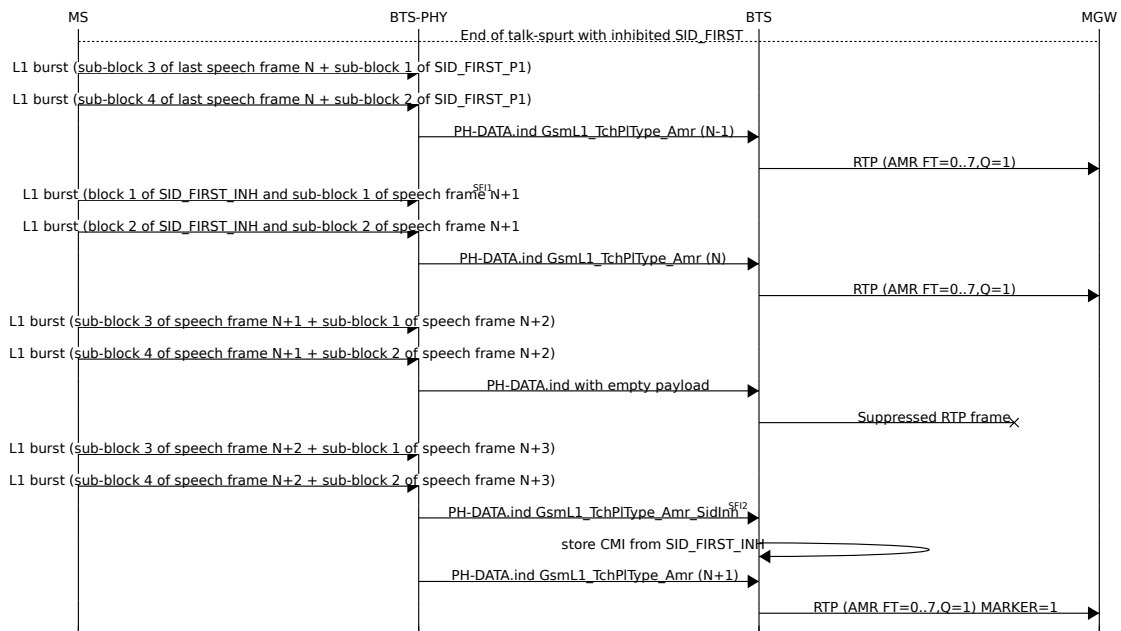 MS BTS-PHY BTS MGW
End of talk-spurt with inhibited SID_FIRST
L1 burst (sub-block 3 of last speech frame N + sub-block 1 of SID_FIRST_P1)
L1 burst (sub-block 4 of last speech frame N + sub-block 2 of SID_FIRST_P1)
PH-DATA.ind GsmL1_TchPlType_Amr (N-1)
RTP (AMR FT=0..7,Q=1)
L1 burst (block 1 of SID_FIRST_INH and sub-block 1 of speech frame N+1 SFI1
L1 burst (block 2 of SID_FIRST_INH and sub-block 2 of speech frame N+1
PH-DATA.ind GsmL1_TchPlType_Amr (N)
RTP (AMR FT=0..7,Q=1)
L1 burst (sub-block 3 of speech frame N+1 + sub-block 1 of speech frame N+2)
L1 burst (sub-block 4 of speech frame N+1 + sub-block 2 of speech frame N+2)
PH-DATA.ind with empty payload
Suppressed RTP frame
L1 burst (sub-block 3 of speech frame N+2 + sub-block 1 of speech frame N+3)
L1 burst (sub-block 4 of speech frame N+2 + sub-block 2 of speech frame N+3)
PH-DATA.ind GsmL1_TchPlType_Amr_SidInh SFI2
store CMI from SID_FIRST_INH
PH-DATA.ind GsmL1_TchPlType_Amr (N+1)
RTP (AMR FT=0..7,Q=1) MARKER=1